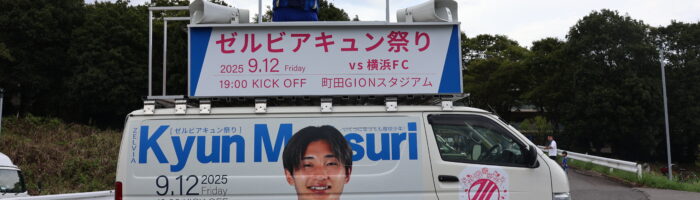 ゼルビアキュン祭り
2025 9.12 Friday vs 横浜FC
19:00 KICK OFF 町田GIONスタジアム
ZELVIA
[ゼルビアキュン祭り]
Kyun M suri
9.12 2025
Friday